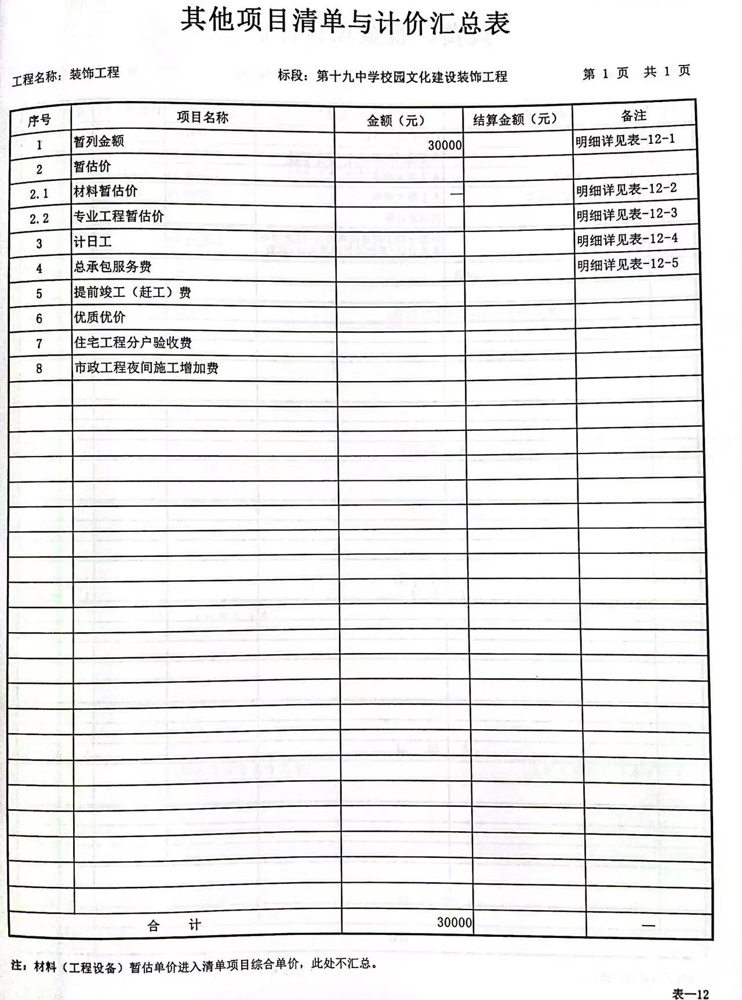 其他项目清单与计价汇总表
工程名称：装饰工程 标段：第十九中学校园文化建设装饰工程 第 1 页 共 1 页
序号 项目名称 金额（元） 结算金额（元） 备注
1 暂列金额 30000 明细详见表-12-1
2 暂估价
2.1 材料暂估价 — 明细详见表-12-2
2.2 专业工程暂估价 明细详见表-12-3
3 计日工 明细详见表-12-4
4 总承包服务费 明细详见表-12-5
5 提前竣工（赶工）费
6 优质优价
7 住宅工程分户验收费
8 市政工程夜间施工增加费
合 计 30000 —
注：材料（工程设备）暂估单价进入清单项目综合单价，此处不汇总。
表—12